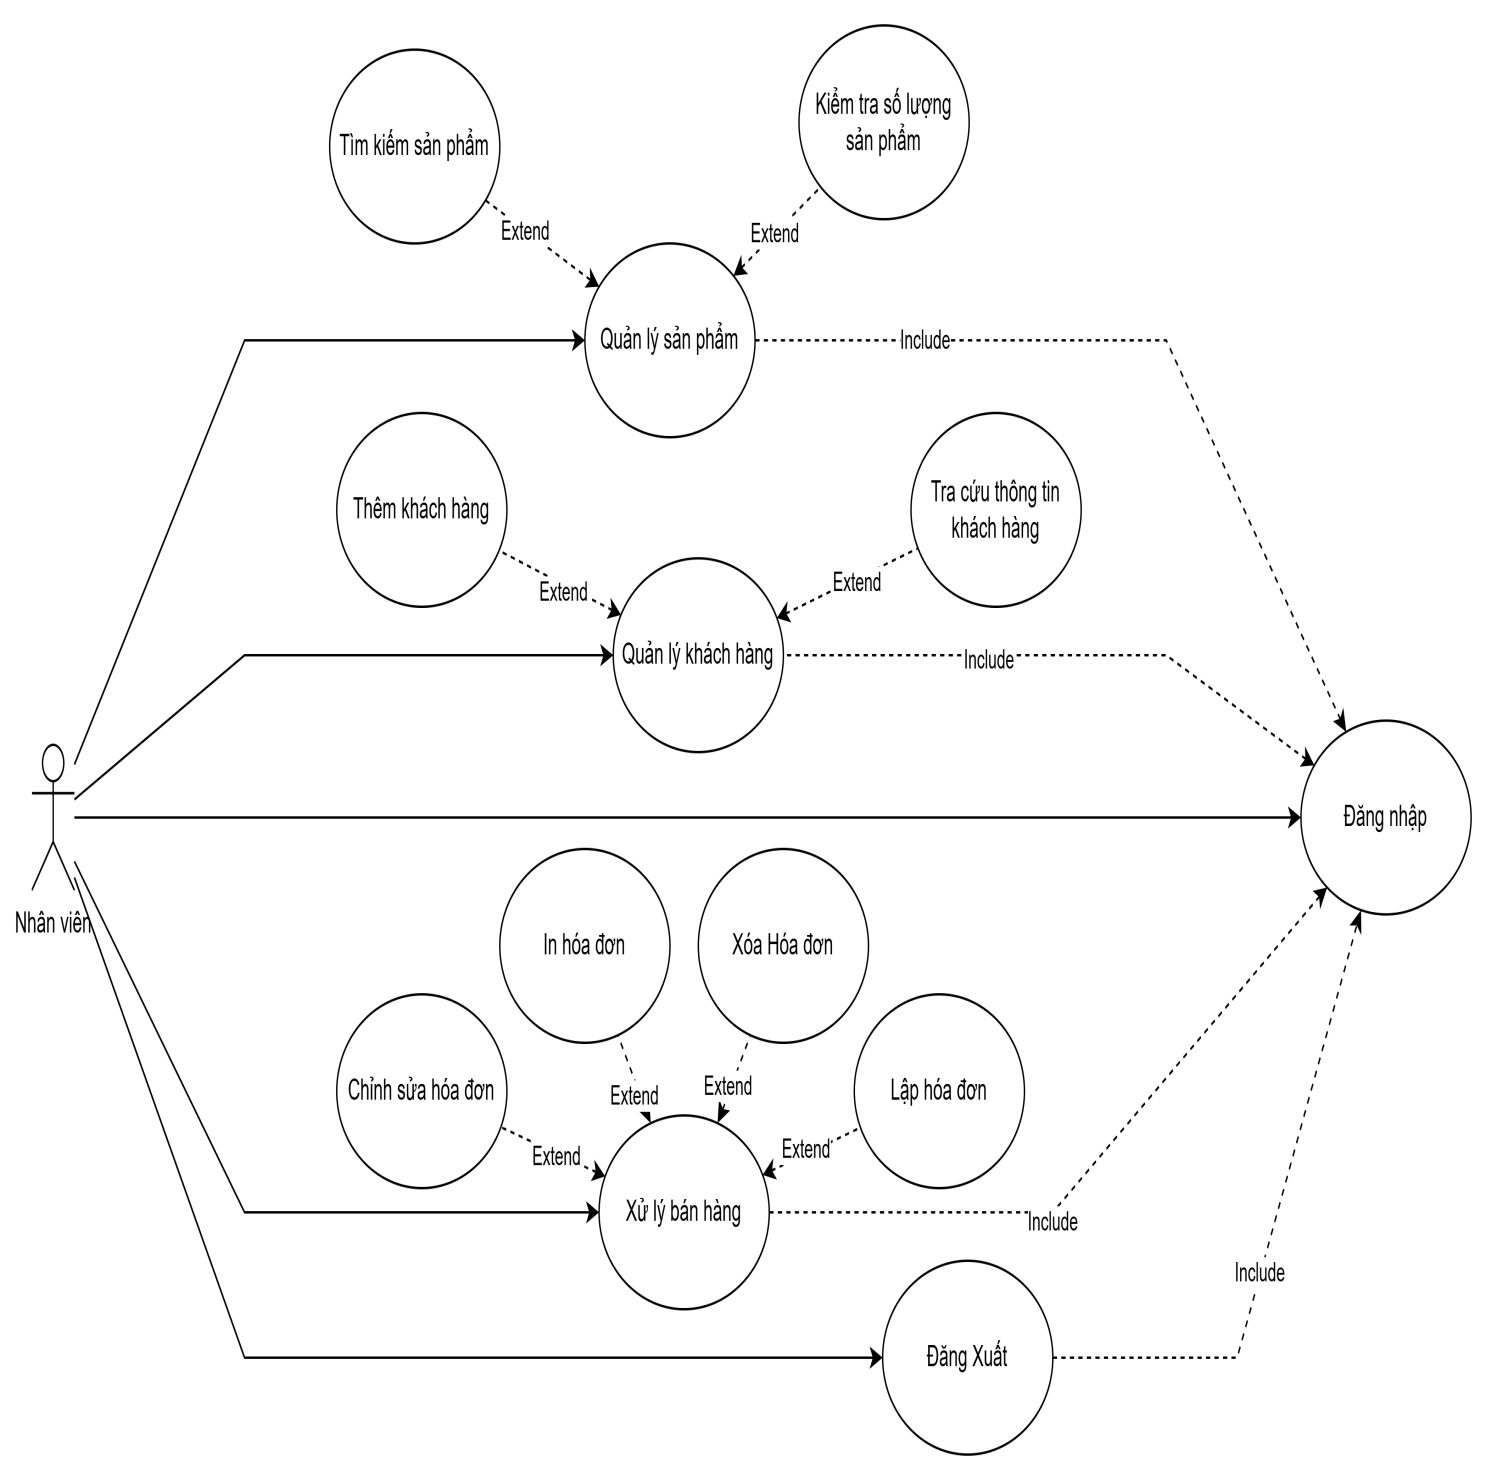 Kiểm tra số lượng
sản phẩm
Tìm kiếm sản phẩm
Extend
Extend
Quản lý sản phẩm
Include
Thêm khách hàng
Tra cứu thông tin
khách hàng
Extend
Extend
Quản lý khách hàng
Include
Đăng nhập
Nhân viên
In hóa đơn
Xóa Hóa đơn
Chỉnh sửa hóa đơn
Extend
Extend
Lập hóa đơn
Extend
Extend
Xử lý bán hàng
Include
Include
Đăng Xuất